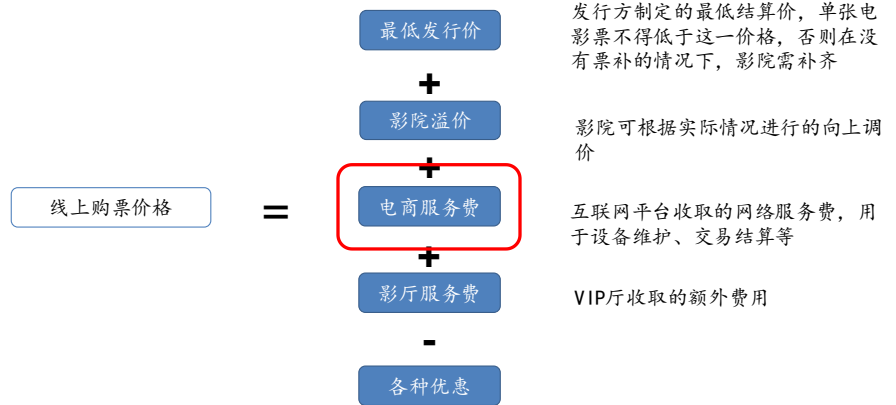 最低发行价
发行方制定的最低结算价，单张电
影票不得低于这一价格，否则在没
有票补的情况下，影院需补齐
+
影院溢价
影院可根据实际情况进行的向上调
价
+
线上购票价格
=
电商服务费
互联网平台收取的网络服务费，用
于设备维护、交易结算等
+
影厅服务费
VIP厅收取的额外费用
-
各种优惠